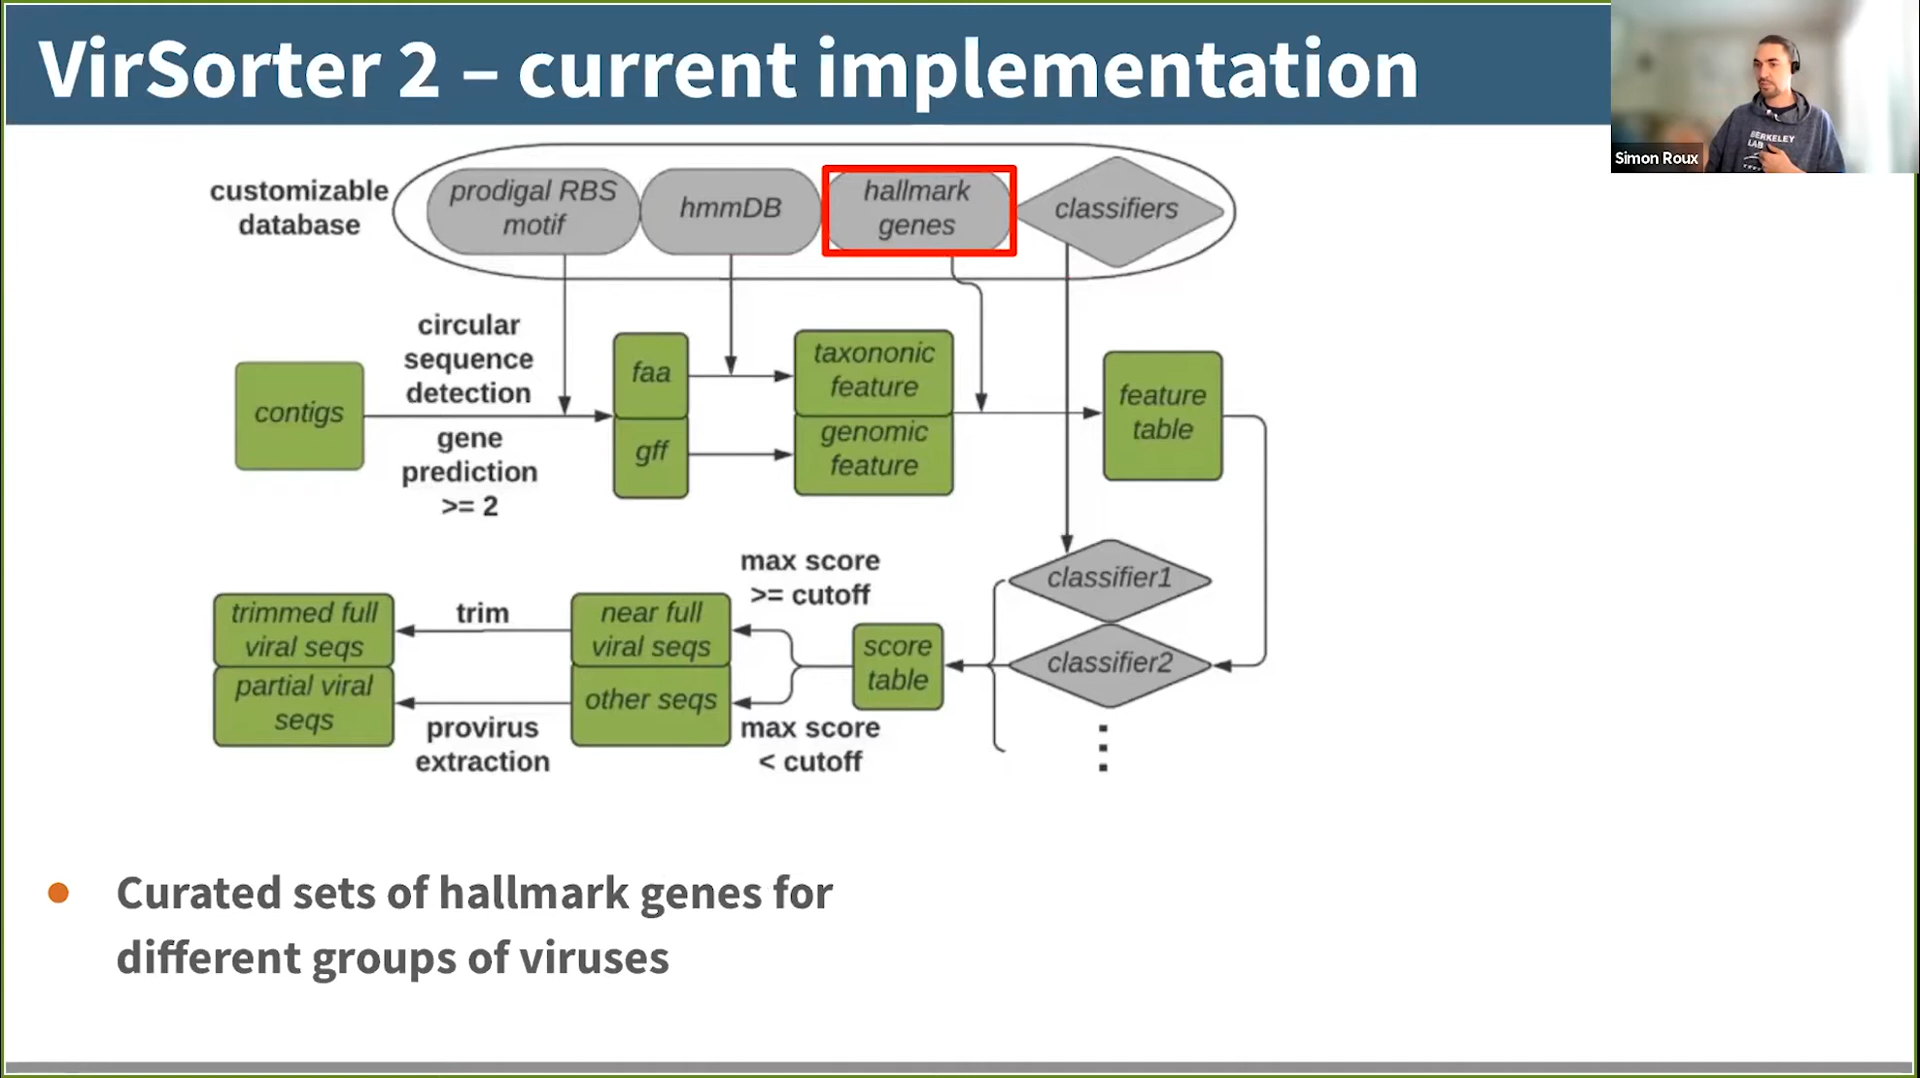 VirSorter 2 – current implementation
BERKELEY
LAB
Simon Roux
customizable
database
prodigal RBS
motif
hmmDB
hallmark
genes
classifiers
circular
sequence
detection
gene
prediction
>= 2
contigs
faa
gff
taxononic
feature
genomic
feature
feature
table
classifier1
classifier2
score
table
max score
>= cutoff
max score
< cutoff
near full
viral seqs
other seqs
trim
provirus
extraction
trimmed full
viral seqs
partial viral
seqs
Curated sets of hallmark genes for
different groups of viruses